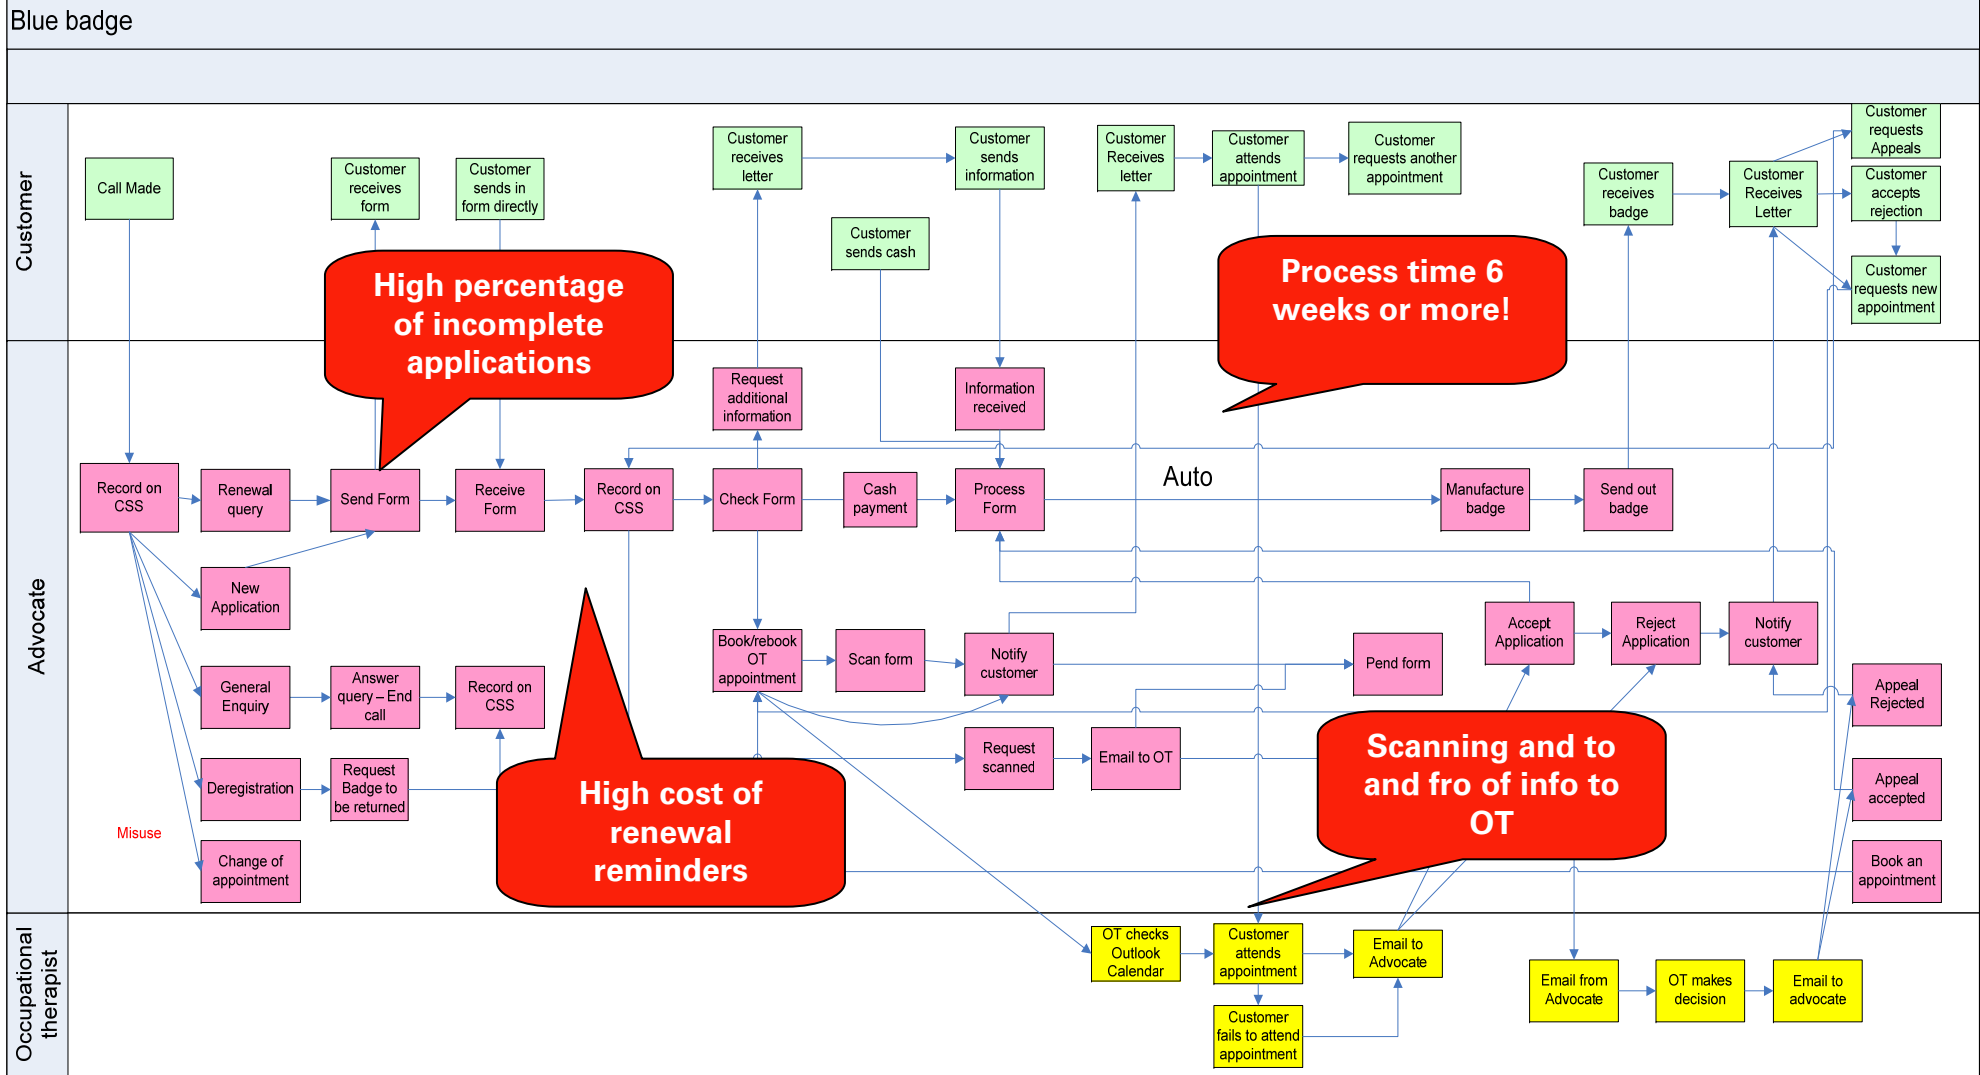 Blue badge
Customer
Call Made
Customer
receives
form
Customer
sends in
form directly
Customer
receives
letter
Customer
sends cash
Customer
sends
information
Customer
Receives
letter
Customer
attends
appointment
Customer
requests another
appointment
Customer
receives
badge
Customer
Receives
Letter
Customer
requests
Appeals
Customer
accepts
rejection
Customer
requests new
appointment
High percentage
of incomplete
applications
Process time 6
weeks or more!
Advocate
Request
additional
information
Information
received
Record on
CSS
Renewal
query
Send Form
Receive
Form
Record on
CSS
Check Form
Cash
payment
Process
Form
Auto
Manufacture
badge
Send out
badge
New
Application
Book/rebook
OT
appointment
Scan form
Notify
customer
Pend form
Accept
Application
Reject
Application
Notify
customer
General
Enquiry
Answer
query – End
call
Record on
CSS
Appeal
Rejected
Deregistration
Request
Badge to
be returned
Request
scanned
Email to OT
Appeal
accepted
Misuse
Change of
appointment
Book an
appointment
High cost of
renewal
reminders
Scanning and to
and fro of info to
OT
Occupational
therapist
OT checks
Outlook
Calendar
Customer
attends
appointment
Email to
Advocate
Customer
fails to attend
appointment
Email from
Advocate
OT makes
decision
Email to
advocate